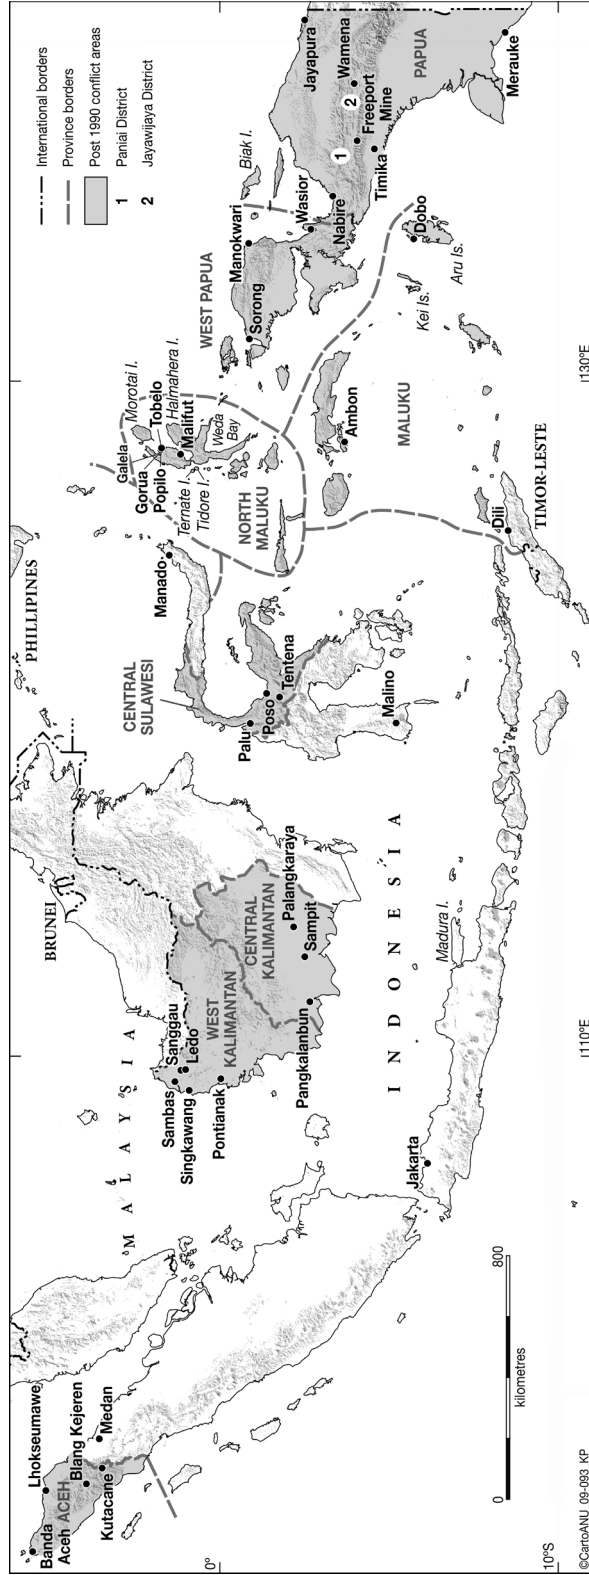 International borders
Province borders
Post 1990 conflict areas
1 Paniai District
2 Jayawijaya District
PHILLIPINES
MALAYSIA
BRUNEI
INDONESIA
TIMOR-LESTE
Banda
Aceh
ACEH
Lhokseumawe
Blang Kejeren
Kutacane
Medan
Jakarta
Madura I.
Sambas
Singkawang
Sanggau
Ledo
Pontianak
WEST
KALIMANTAN
CENTRAL
KALIMANTAN
Pangkalanbun
Sampit
Palangkaraya
CENTRAL
SULAWESI
Palu
Poso
Tentena
Malino
Manado
Galela
Gorua
Popilo
Tobelo
Malifut
Morotai I.
Halmahera I.
Weda
Bay
Ternate I.
Tidore I.
NORTH
MALUKU
MALUKU
Ambon
Dili
WEST PAPUA
Sorong
Manokwari
Biak I.
Wasior
Nabire
Kei Is.
Aru Is.
Dobo
Timika
Freeport
Mine
1
2
Wamena
Jayapura
PAPUA
Merauke
0
800
kilometres
0°
10°S
110°E
130°E
©CartoANU 09-093 KP